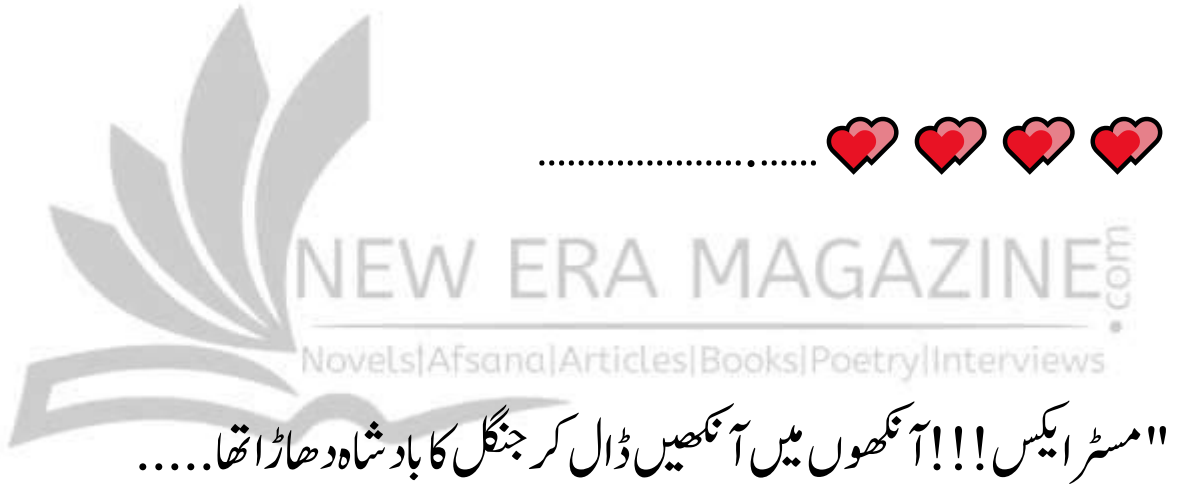 💕 💕 💕 💕 ...........................
NEW ERA MAGAZINE.com
Novels|Afsana|Articles|Books|Poetry|Interviews
"مسٹر ایکس!!!آنکھوں میں آنکھیں ڈال کر جنگل کا بادشاہ دھاڑا تھا.....